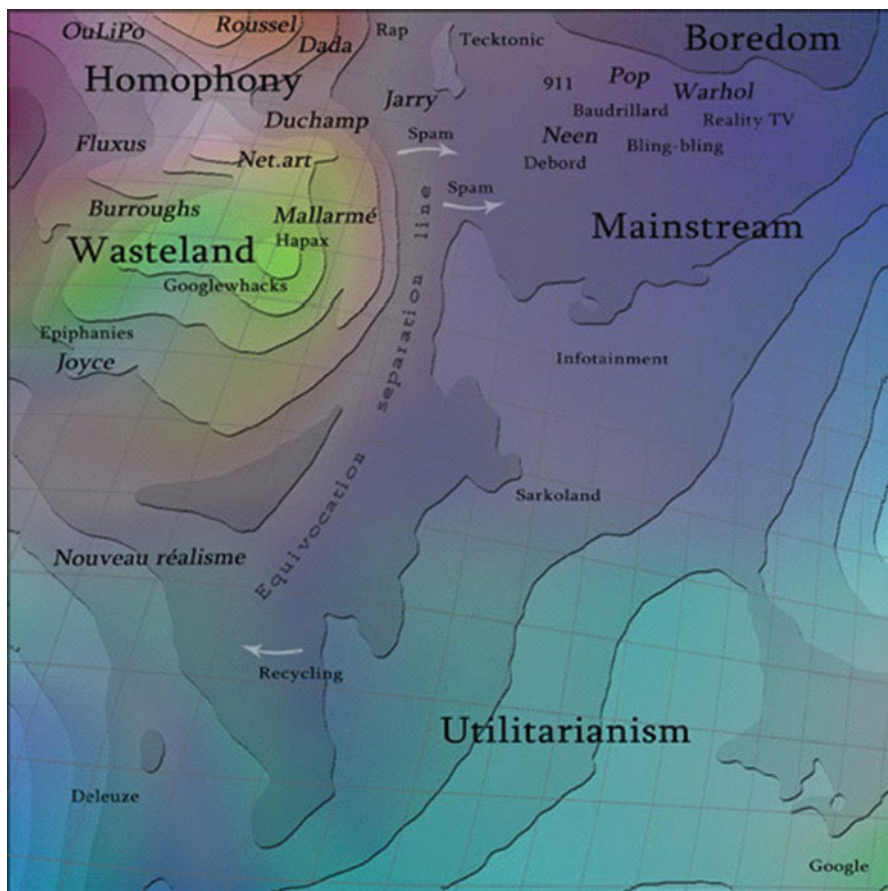 OuLiPo
Roussel
Dada
Rap
Tecktonic
Boredom
Homophony
911
Pop
Warhol
Jarry
Baudrillard
Reality TV
Duchamp
Spam
Neen
Bling-bling
Fluxus
Net.art
Debord
Spam
Burroughs
Mallarmé
Hapax
Mainstream
Wasteland
Googlewhacks
Epiphanies
Joyce
Infotainment
Equivocation separation line
Sarkoland
Nouveau réalisme
Recycling
Utilitarianism
Deleuze
Google